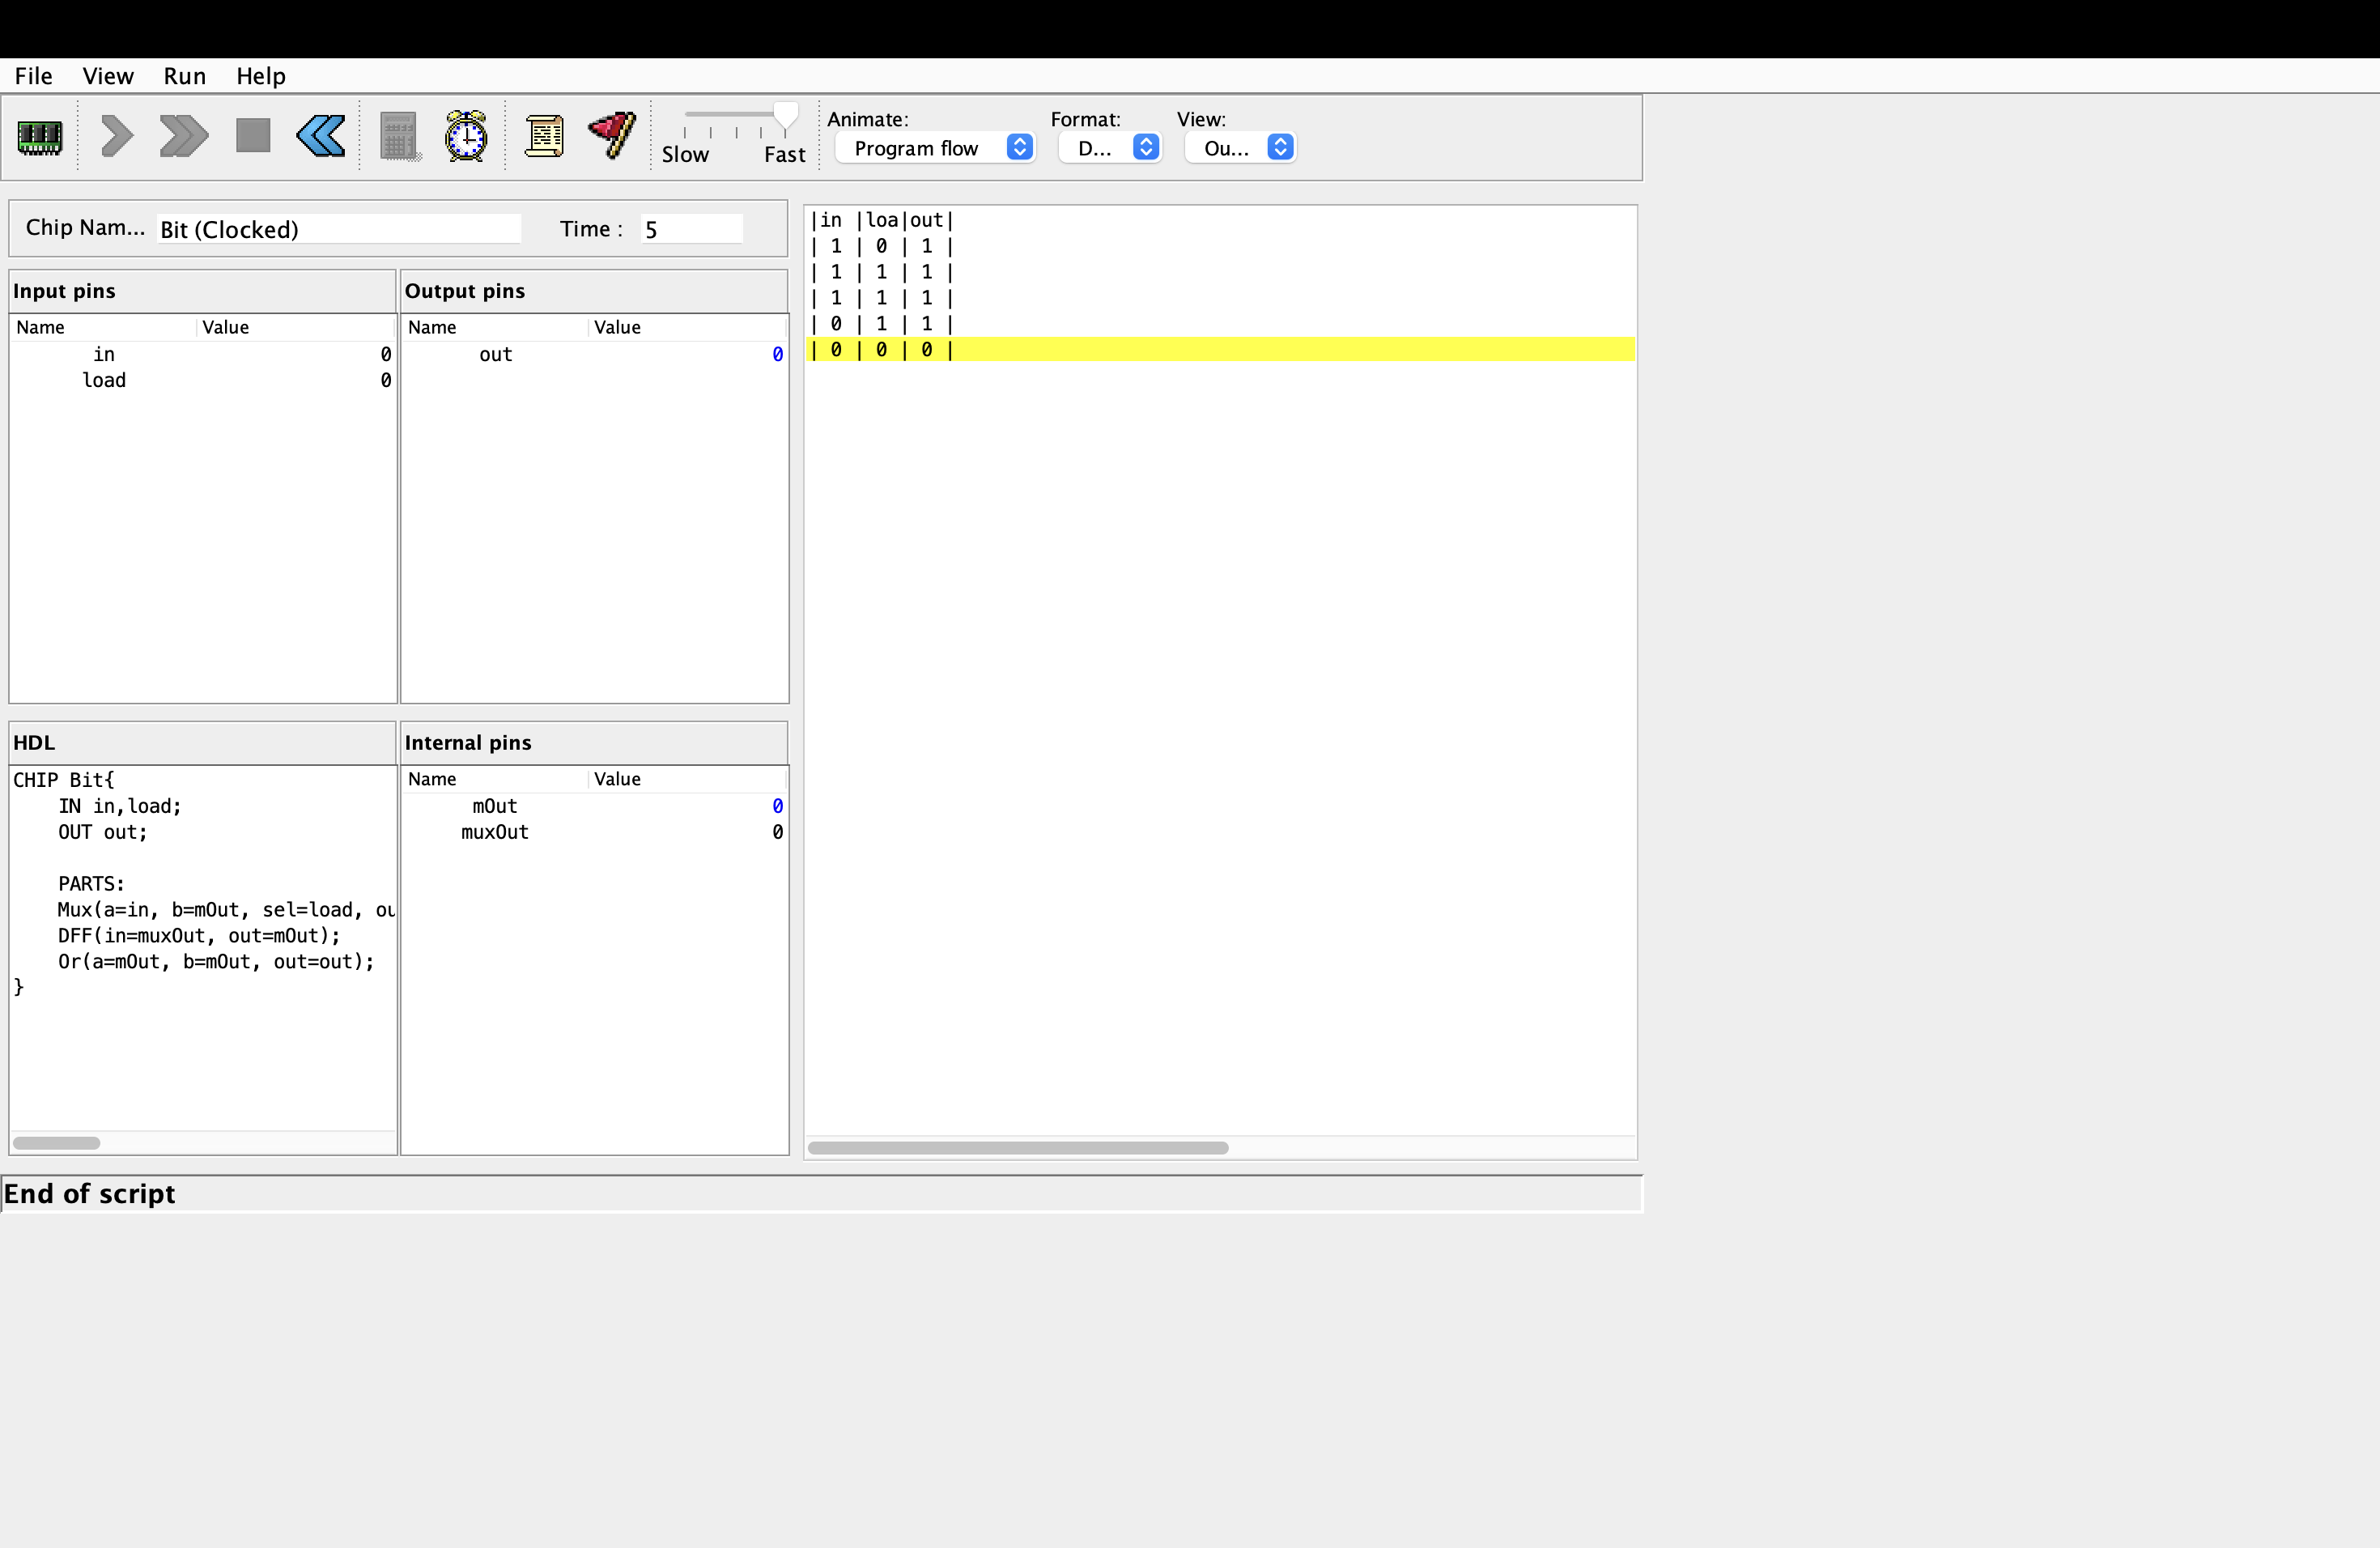 File View Run Help
Slow Fast
Animate: Format: View:
Program flow D... Ou...
Chip Nam... Bit (Clocked) Time : 5
Input pins
Name Value
in 0
load 0
Output pins
Name Value
out 0
HDL
CHIP Bit{
    IN in,load;
    OUT out;
    PARTS:
    Mux(a=in, b=mOut, sel=load, ou
    DFF(in=muxOut, out=mOut);
    Or(a=mOut, b=mOut, out=out);
}
Internal pins
Name Value
mOut 0
muxOut 0
|in |loa|out|
| 1 | 0 | 1 |
| 1 | 1 | 1 |
| 1 | 1 | 1 |
| 0 | 1 | 1 |
| 0 | 0 | 0 |
End of script